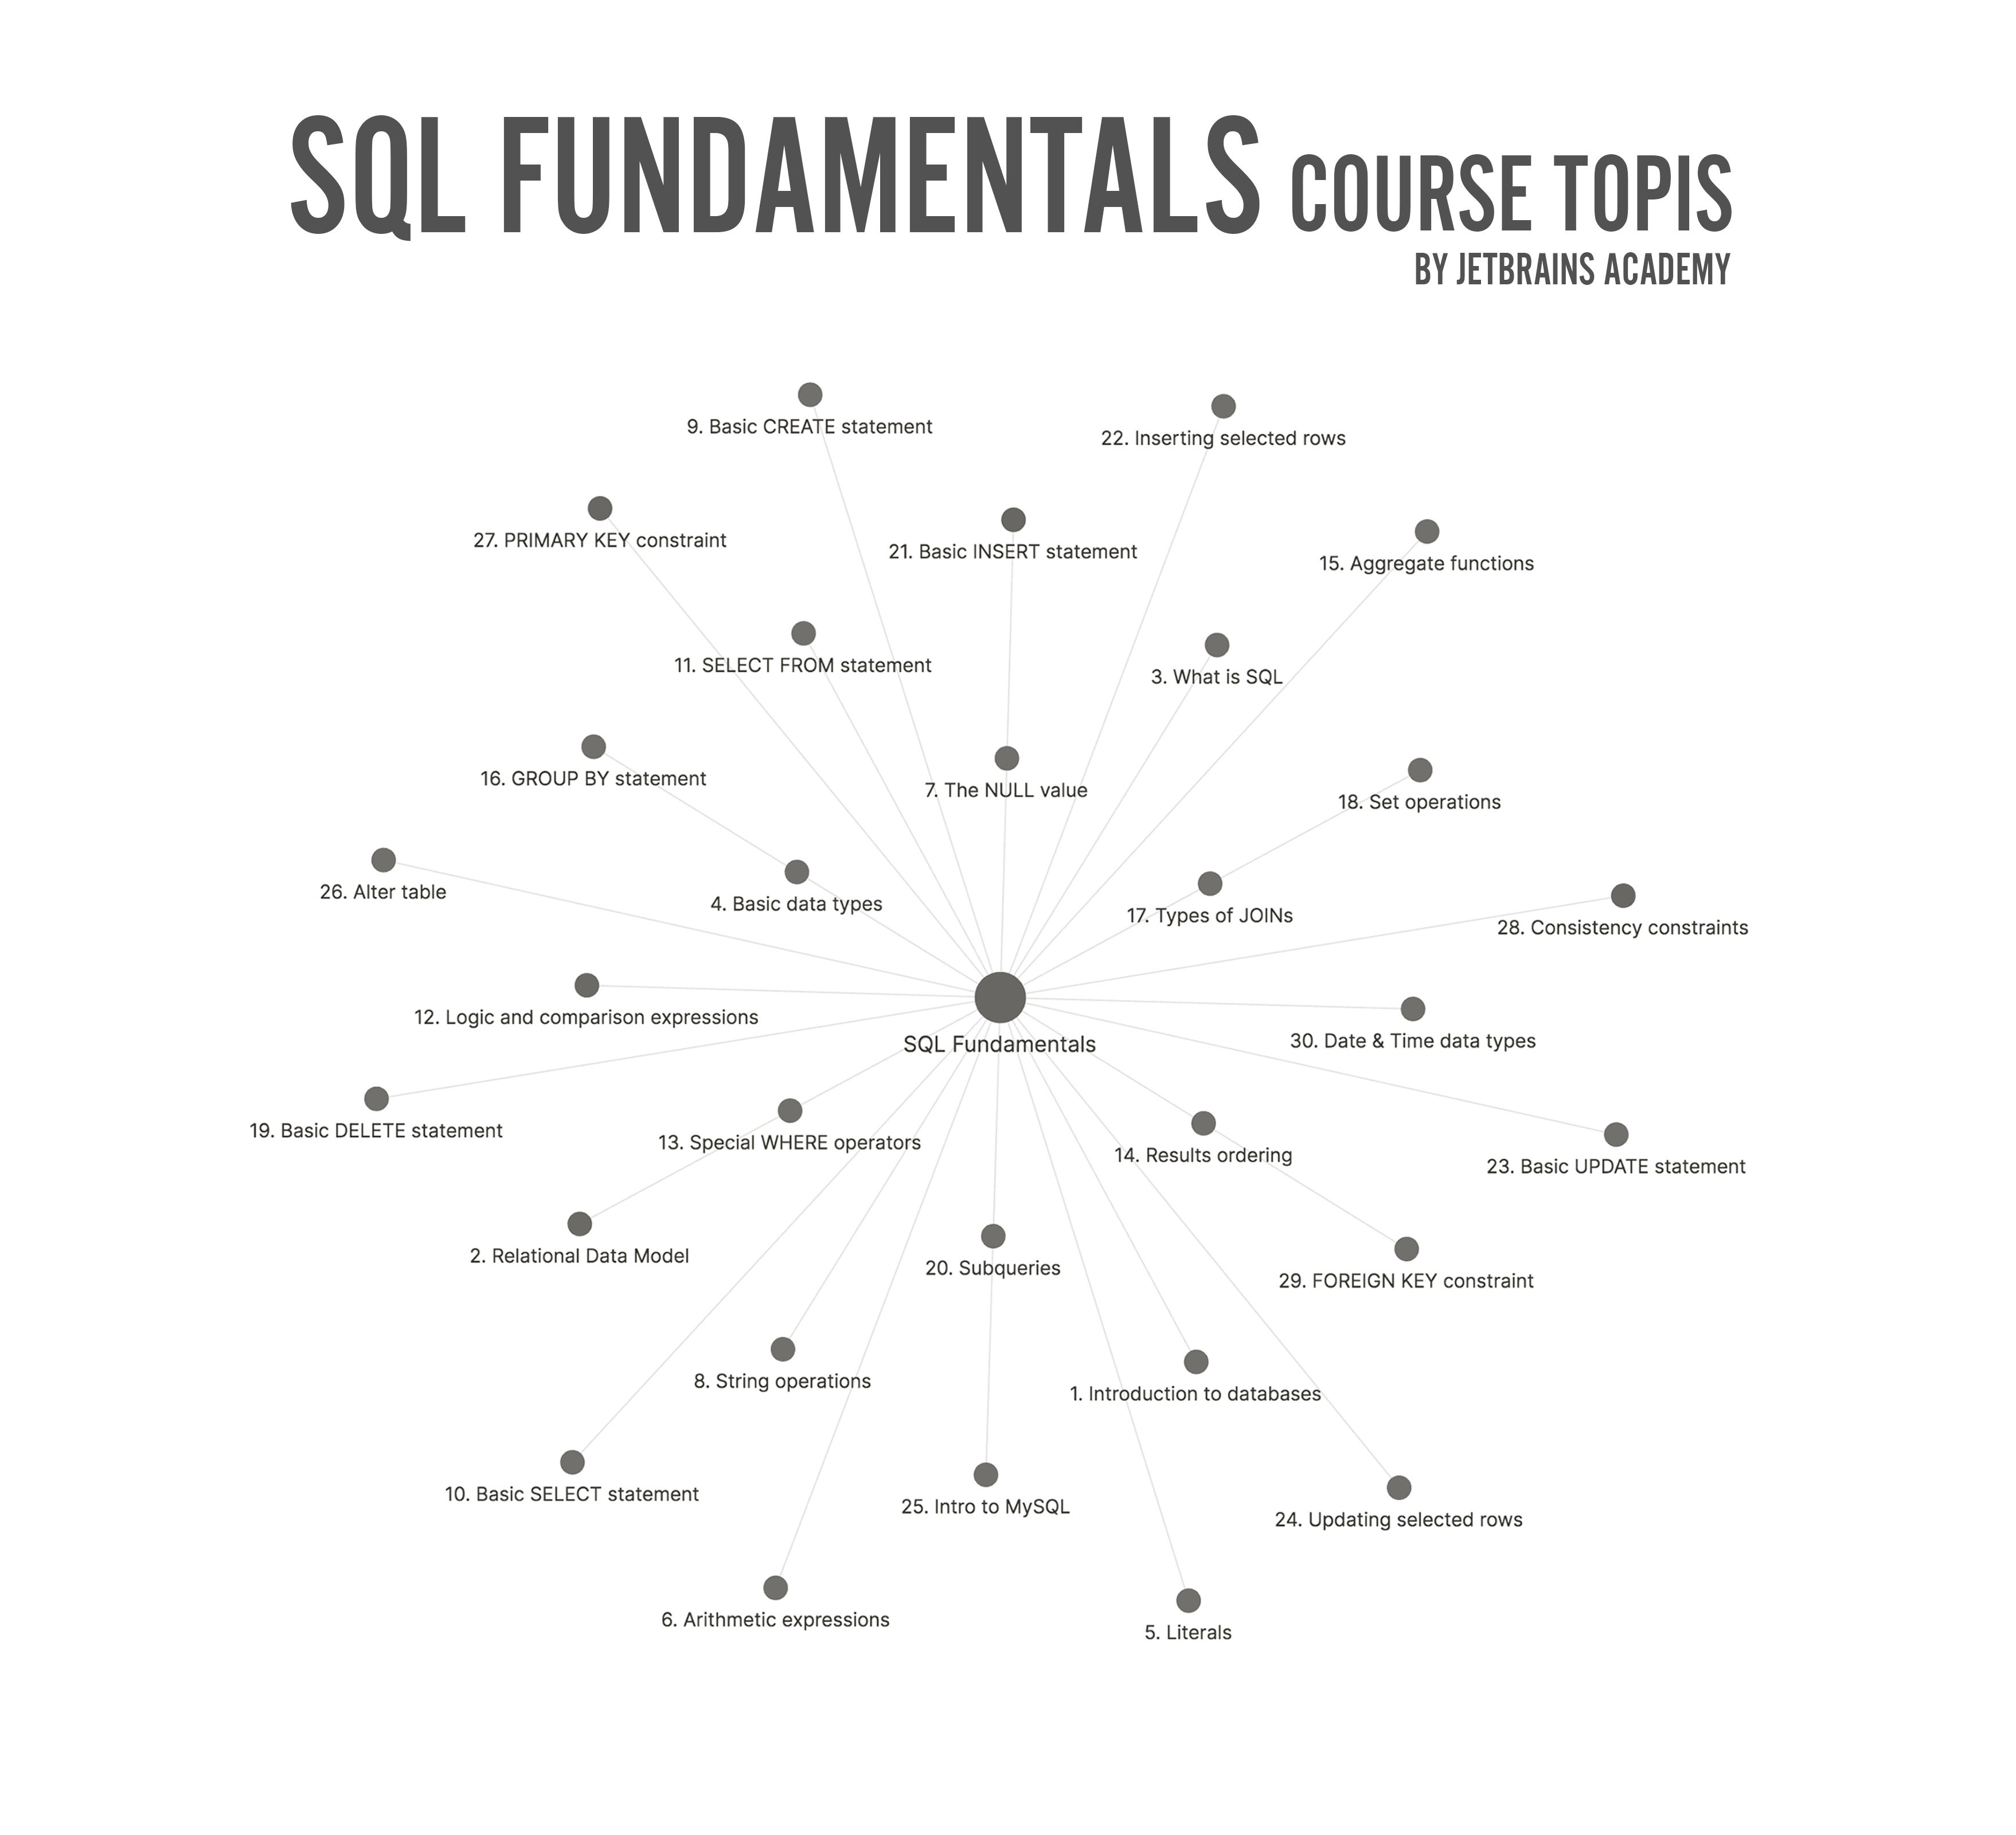 SQL FUNDAMENTALS COURSE TOPIS
BY JETBRAINS ACADEMY
9. Basic CREATE statement
22. Inserting selected rows
27. PRIMARY KEY constraint
21. Basic INSERT statement
15. Aggregate functions
11. SELECT FROM statement
3. What is SQL
16. GROUP BY statement
7. The NULL value
18. Set operations
26. Alter table
4. Basic data types
17. Types of JOINs
28. Consistency constraints
12. Logic and comparison expressions
SQL Fundamentals
30. Date & Time data types
19. Basic DELETE statement
13. Special WHERE operators
14. Results ordering
23. Basic UPDATE statement
2. Relational Data Model
20. Subqueries
29. FOREIGN KEY constraint
8. String operations
1. Introduction to databases
10. Basic SELECT statement
25. Intro to MySQL
24. Updating selected rows
6. Arithmetic expressions
5. Literals